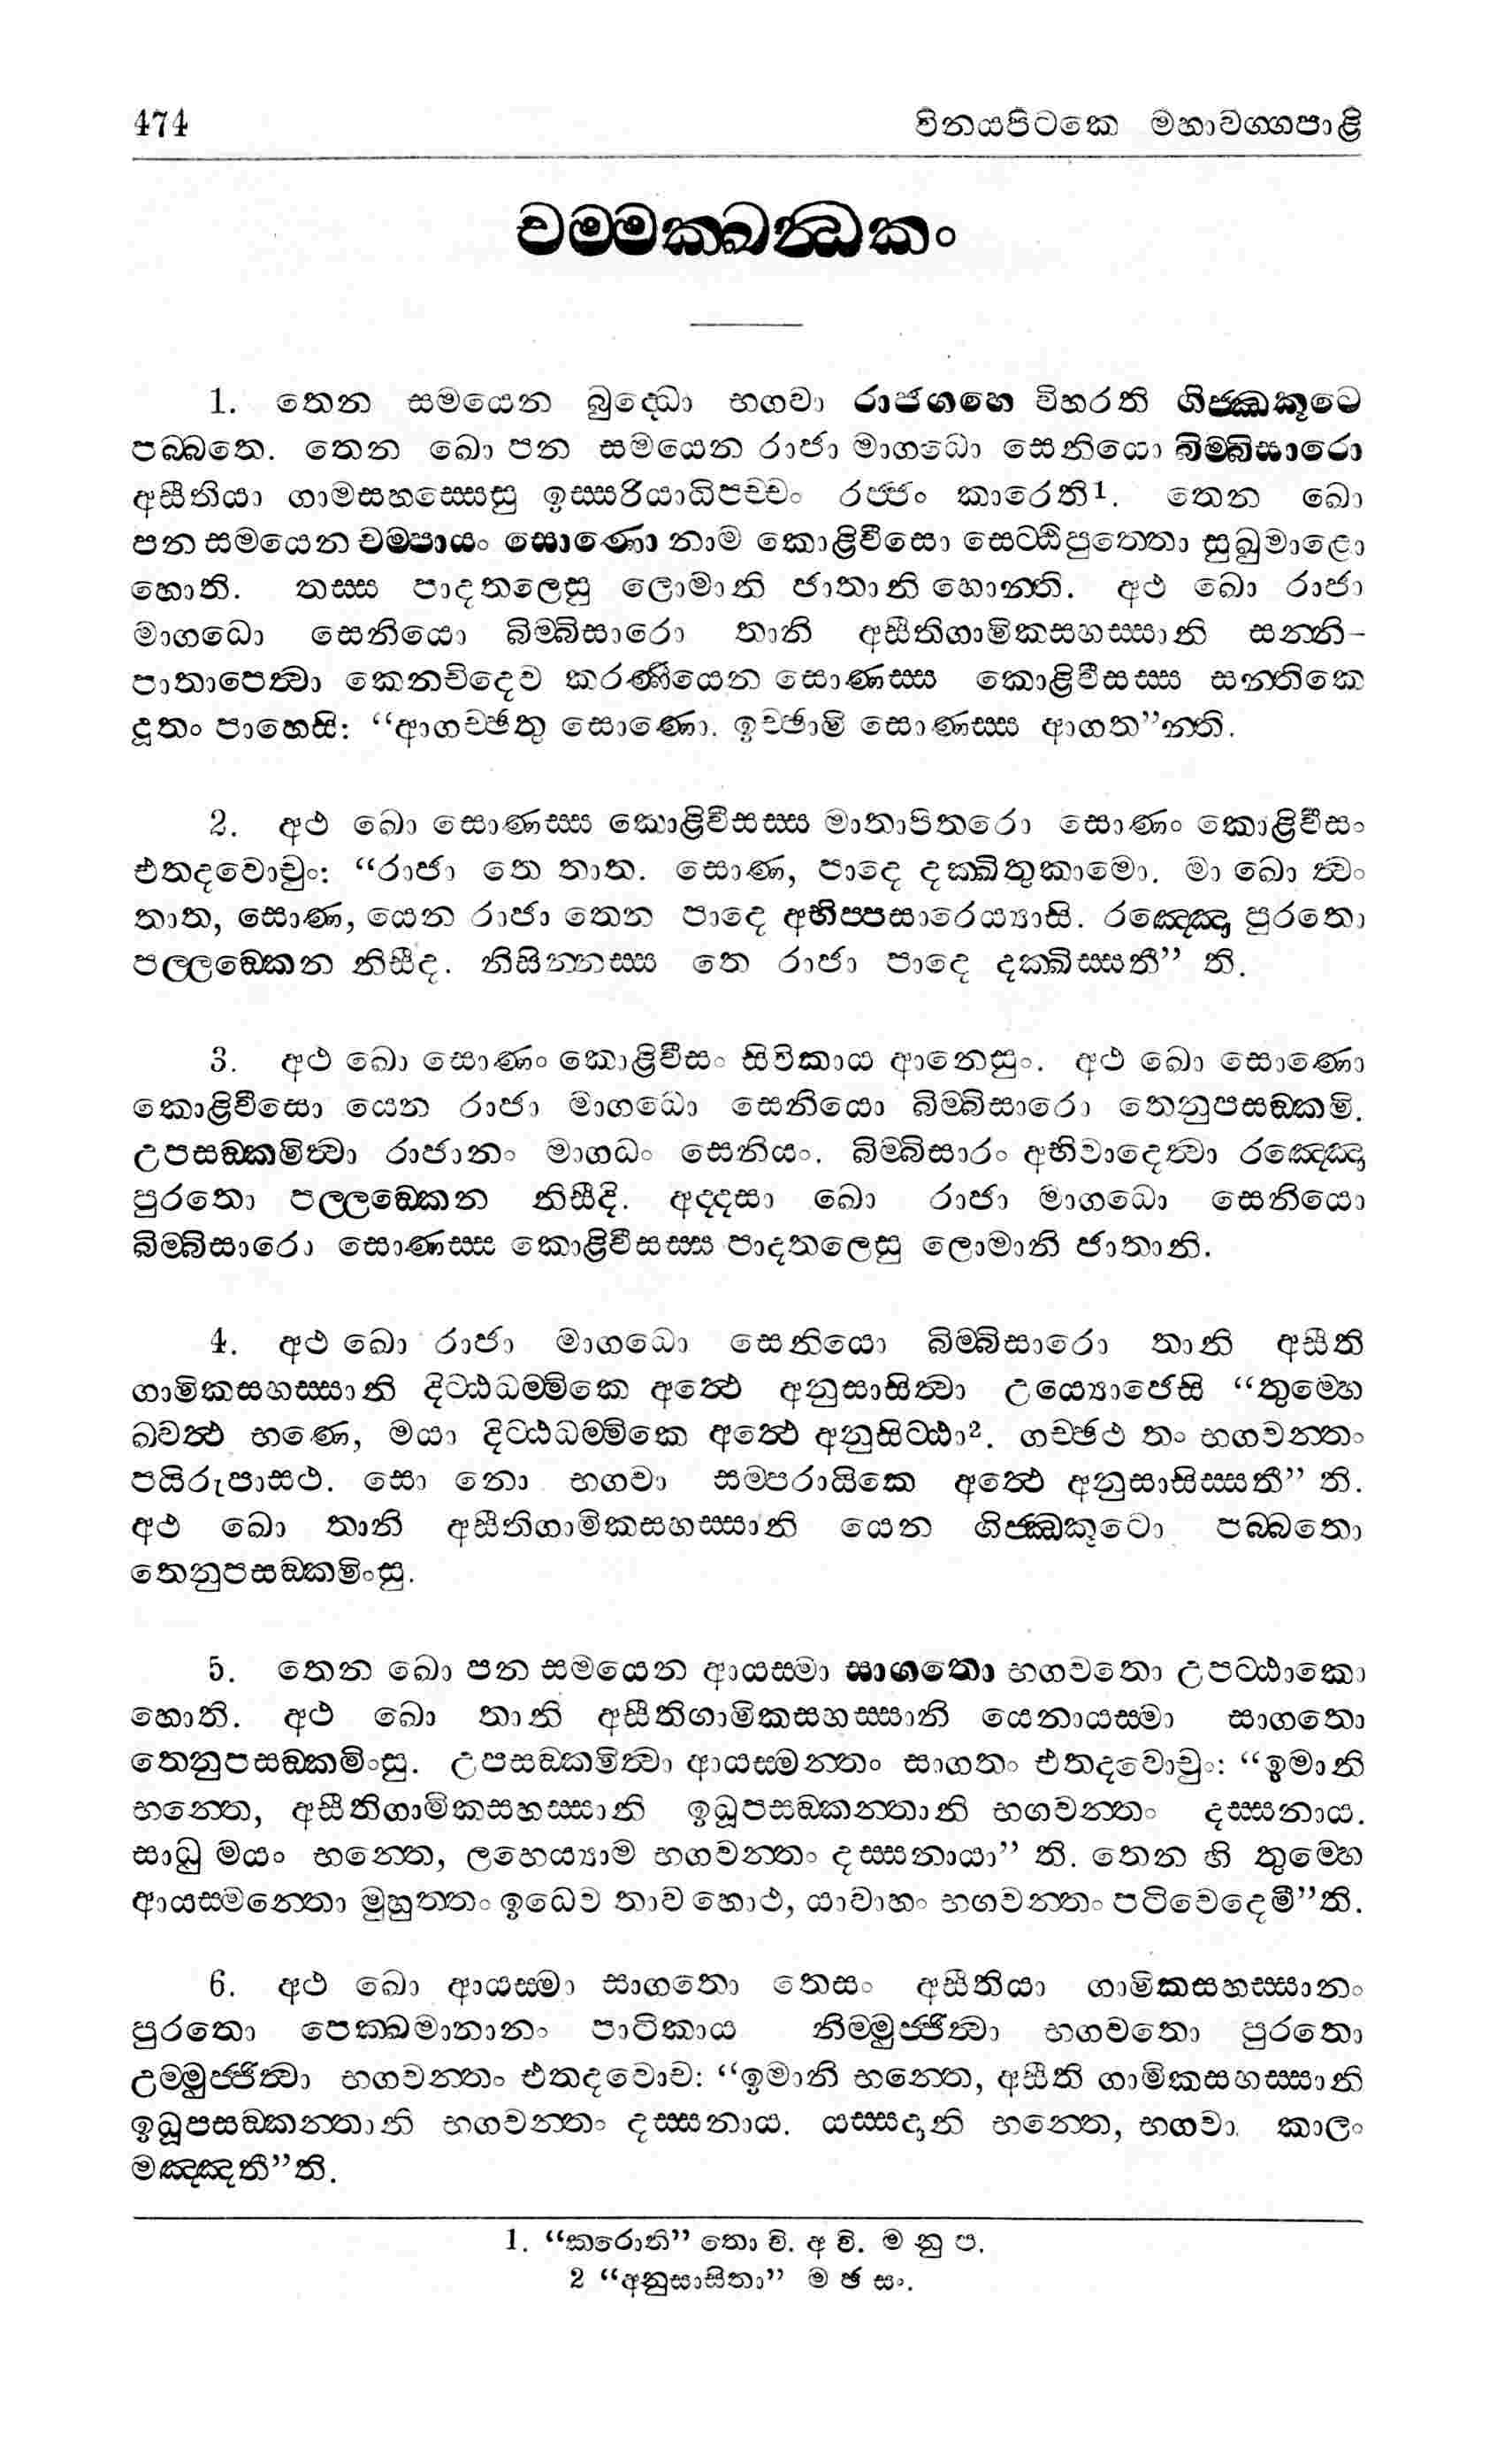 474 විනයපිටකෙ මහාවග්ගපාළි
චම්මක්ඛන්ධකං
1. තෙන සමයෙන බුද්ධො භගවා රාජගහෙ විහරති ගිජ්ඣකූටෙ
පබ්බතෙ. තෙන ඛො පන සමයෙන රාජා මාගධො සෙනියො බිම්බිසාරො
අසීතියා ගාමසහස්සෙසු ඉස්සරියාධිපච්චං රජ්ජං කාරෙති1. තෙන ඛො
පන සමයෙන චම්පායං සොණො නාම කොළිවීසො සෙට්ඨිපුත්තො සුඛුමාළො
හොති. තස්ස පාදතලෙසු ලොමානි ජාතානි හොන්ති. අථ ඛො රාජා
මාගධො සෙනියො බිම්බිසාරො තානි අසීතිගාමිකසහස්සානි සන්නි-
පාතාපෙත්වා කෙනචිදෙව කරණීයෙන සොණස්ස කොළිවීසස්ස සන්තිකෙ
දූතං පාහෙසි: “ආගච්ඡතු සොණො. ඉච්ඡාමි සොණස්ස ආගත”න්ති.
2. අථ ඛො සොණස්ස කොළිවීසස්ස මාතාපිතරො සොණං කොළිවීසං
එතදවොචුං: “රාජා තෙ තාත. සොණ, පාදෙ දක්ඛිතුකාමො. මා ඛො ත්වං
තාත, සොණ, යෙන රාජා තෙන පාදෙ අභිප්පසාරෙය්‍යාසි. රඤ්ඤො පුරතො
පල්ලඞ්කෙන නිසීද. නිසින්නස්ස තෙ රාජා පාදෙ දක්ඛිස්සතී” ති.
3. අථ ඛො සොණං කොළිවීසං සිවිකාය ආනෙසුං. අථ ඛො සොණො
කොළිවීසො යෙන රාජා මාගධො සෙනියො බිම්බිසාරො තෙනුපසඞ්කමි.
උපසඞ්කමිත්වා රාජානං මාගධං සෙනියං. බිම්බිසාරං අභිවාදෙත්වා රඤ්ඤො
පුරතො පල්ලඞ්කෙන නිසීදි. අද්දසා ඛො රාජා මාගධො සෙනියො
බිම්බිසාරො සොණස්ස කොළිවීසස්ස පාදතලෙසු ලොමානි ජාතානි.
4. අථ ඛො රාජා මාගධො සෙනියො බිම්බිසාරො තානි අසීති
ගාමිකසහස්සානි දිට්ඨධම්මිකෙ අත්ථෙ අනුසාසිත්වා උය්‍යොජෙසි “තුම්හෙ
ඛ්වත්ථ භණෙ, මයා දිට්ඨධම්මිකෙ අත්ථෙ අනුසිට්ඨා2. ගච්ඡථ තං භගවන්තං
පයිරුපාසථ. සො නො භගවා සම්පරායිකෙ අත්ථෙ අනුසාසිස්සතී” ති.
අථ ඛො තානි අසීතිගාමිකසහස්සානි යෙන ගිජ්ඣකූටො පබ්බතො
තෙනුපසඞ්කමිංසු.
5. තෙන ඛො පන සමයෙන ආයස්මා සාගතො භගවතො උපට්ඨාකො
හොති. අථ ඛො තානි අසීතිගාමිකසහස්සානි යෙනායස්මා සාගතො
තෙනුපසඞ්කමිංසු. උපසඞ්කමිත්වා ආයස්මන්තං සාගතං එතදවොචුං: “ඉමානි
භන්තෙ, අසීතිගාමිකසහස්සානි ඉධූපසඞ්කන්තානි භගවන්තං දස්සනාය.
සාධු මයං භන්තෙ, ලභෙය්‍යාම භගවන්තං දස්සනායා” ති. තෙන හි තුම්හෙ
ආයස්මන්තො මුහුත්තං ඉධෙව තාව හොථ, යාවාහං භගවන්තං පටිවෙදෙමී”ති.
6. අථ ඛො ආයස්මා සාගතො තෙසං අසීතියා ගාමිකසහස්සානං
පුරතො පෙක්ඛමානානං පාටිකාය නිම්මුජ්ජිත්වා භගවතො පුරතො
උම්මුජ්ජිත්වා භගවන්තං එතදවොච: “ඉමානි භන්තෙ, අසීති ගාමිකසහස්සානි
ඉධූපසඞ්කන්තානි භගවන්තං දස්සනාය. යස්සදානි භන්තෙ, භගවා කාලං
මඤ්ඤතී”ති.
1. “කරොති” තො වි. අ වි. ම නු ප.
2 “අනුසාසිතා” ම ඡ සං.